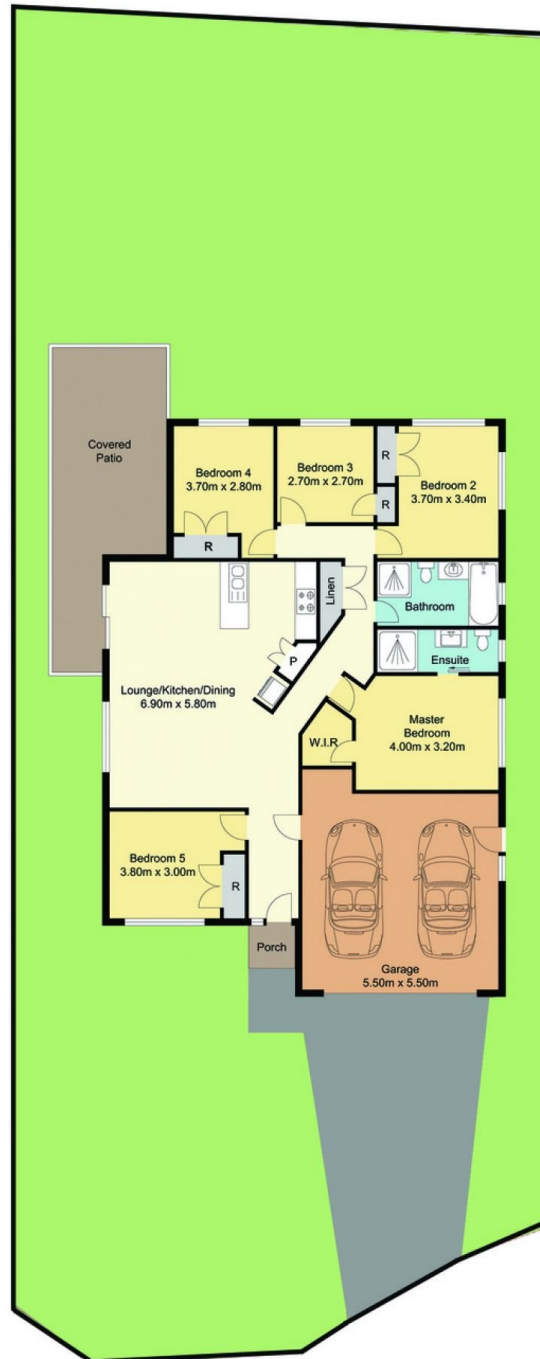 Covered
Patio
Bedroom 4
3.70m x 2.80m
R
Bedroom 3
2.70m x 2.70m
R
R
Bedroom 2
3.70m x 3.40m
Linen
Bathroom
P
Ensuite
Lounge/Kitchen/Dining
6.90m x 5.80m
W.I.R
Master
Bedroom
4.00m x 3.20m
Bedroom 5
3.80m x 3.00m
R
Porch
Garage
5.50m x 5.50m